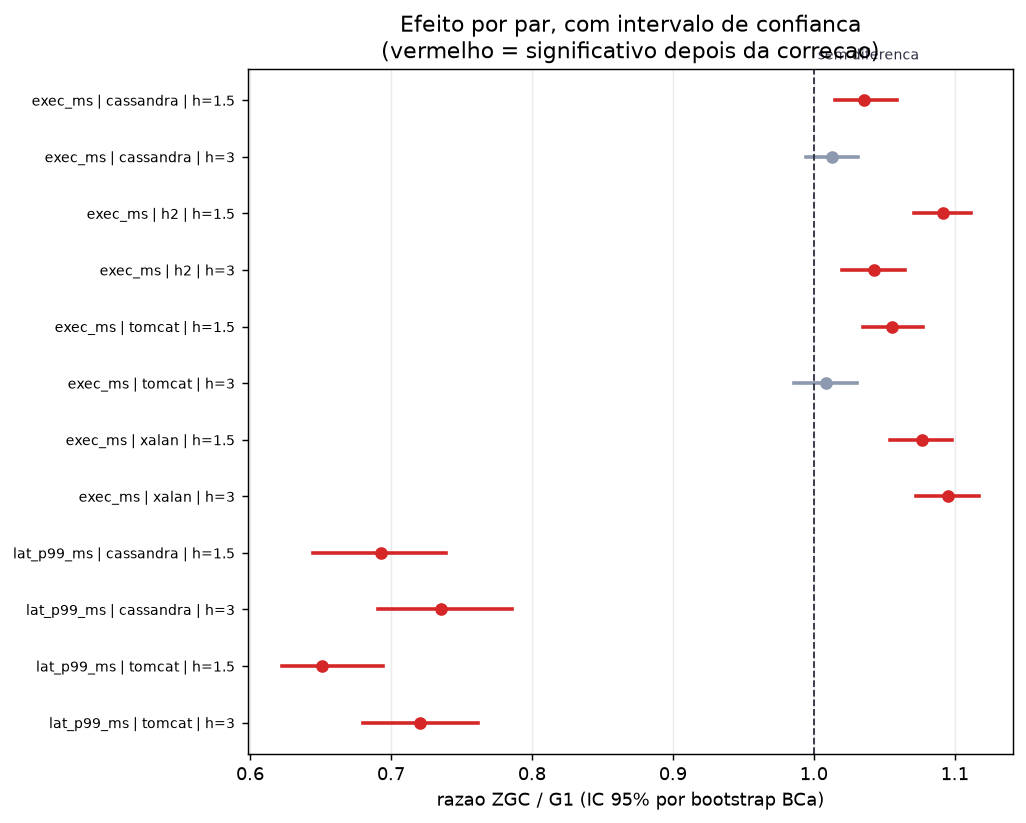 Efeito por par, com intervalo de confianca
(vermelho = significativo depois da correcao)
sem diferenca
exec_ms | cassandra | h=1.5
exec_ms | cassandra | h=3
exec_ms | h2 | h=1.5
exec_ms | h2 | h=3
exec_ms | tomcat | h=1.5
exec_ms | tomcat | h=3
exec_ms | xalan | h=1.5
exec_ms | xalan | h=3
lat_p99_ms | cassandra | h=1.5
lat_p99_ms | cassandra | h=3
lat_p99_ms | tomcat | h=1.5
lat_p99_ms | tomcat | h=3
0.6 0.7 0.8 0.9 1.0 1.1
razao ZGC / G1 (IC 95% por bootstrap BCa)